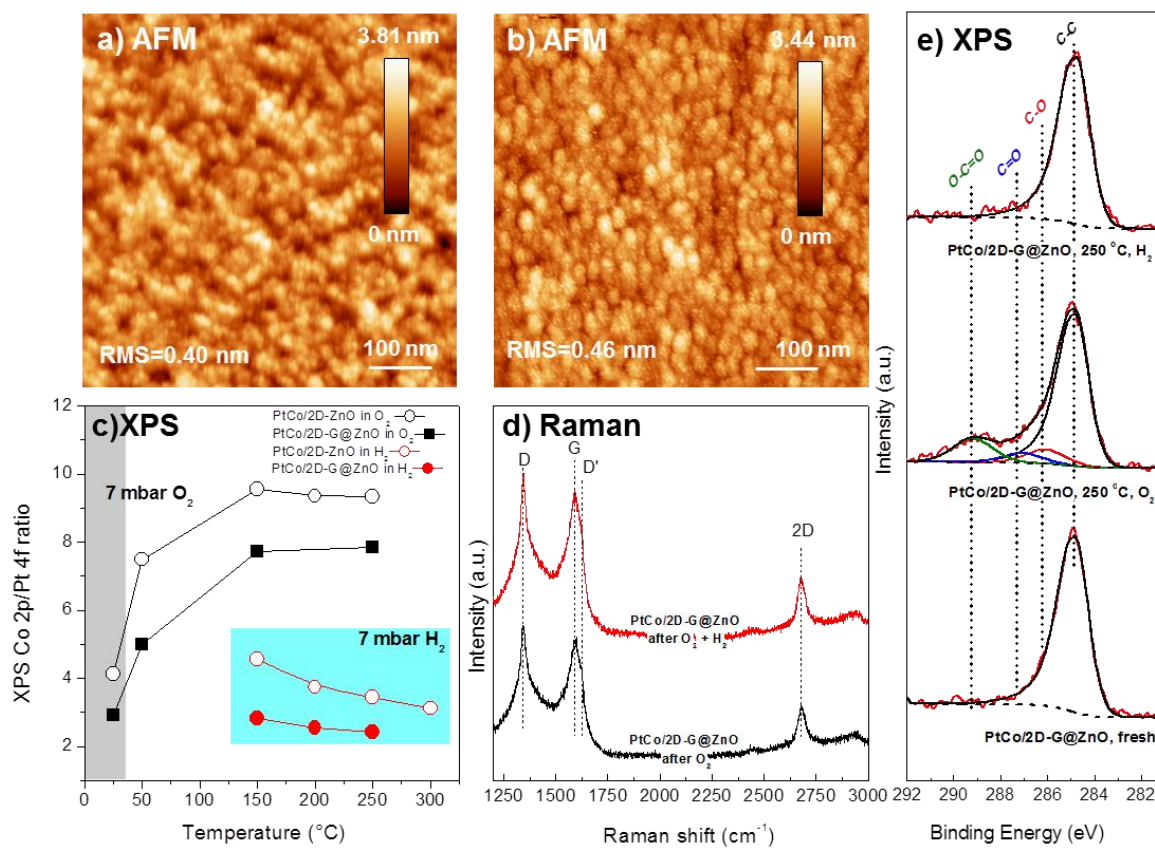 a) AFM
3.81 nm
0 nm
RMS=0.40 nm
100 nm
b) AFM
3.44 nm
0 nm
RMS=0.46 nm
100 nm
c)XPS
PtCo/2D-ZnO in O2
PtCo/2D-G@ZnO in O2
PtCo/2D-ZnO in H2
PtCo/2D-G@ZnO in H2
7 mbar O2
7 mbar H2
XPS Co 2p/Pt 4f ratio
12
10
8
6
4
2
0
50
100
150
200
250
300
Temperature (°C)
d) Raman
D
G
D'
2D
PtCo/2D-G@ZnO
after O2 + H2
PtCo/2D-G@ZnO
after O2
Intensity (a.u.)
1200
1500
1750
2000
2250
2500
2750
3000
Raman shift (cm-1)
e) XPS
C-C
C-O
C=O
O-C=O
PtCo/2D-G@ZnO, 250 °C, H2
PtCo/2D-G@ZnO, 250 °C, O2
PtCo/2D-G@ZnO, fresh
Intensity (a.u.)
292
290
288
286
284
282
Binding Energy (eV)